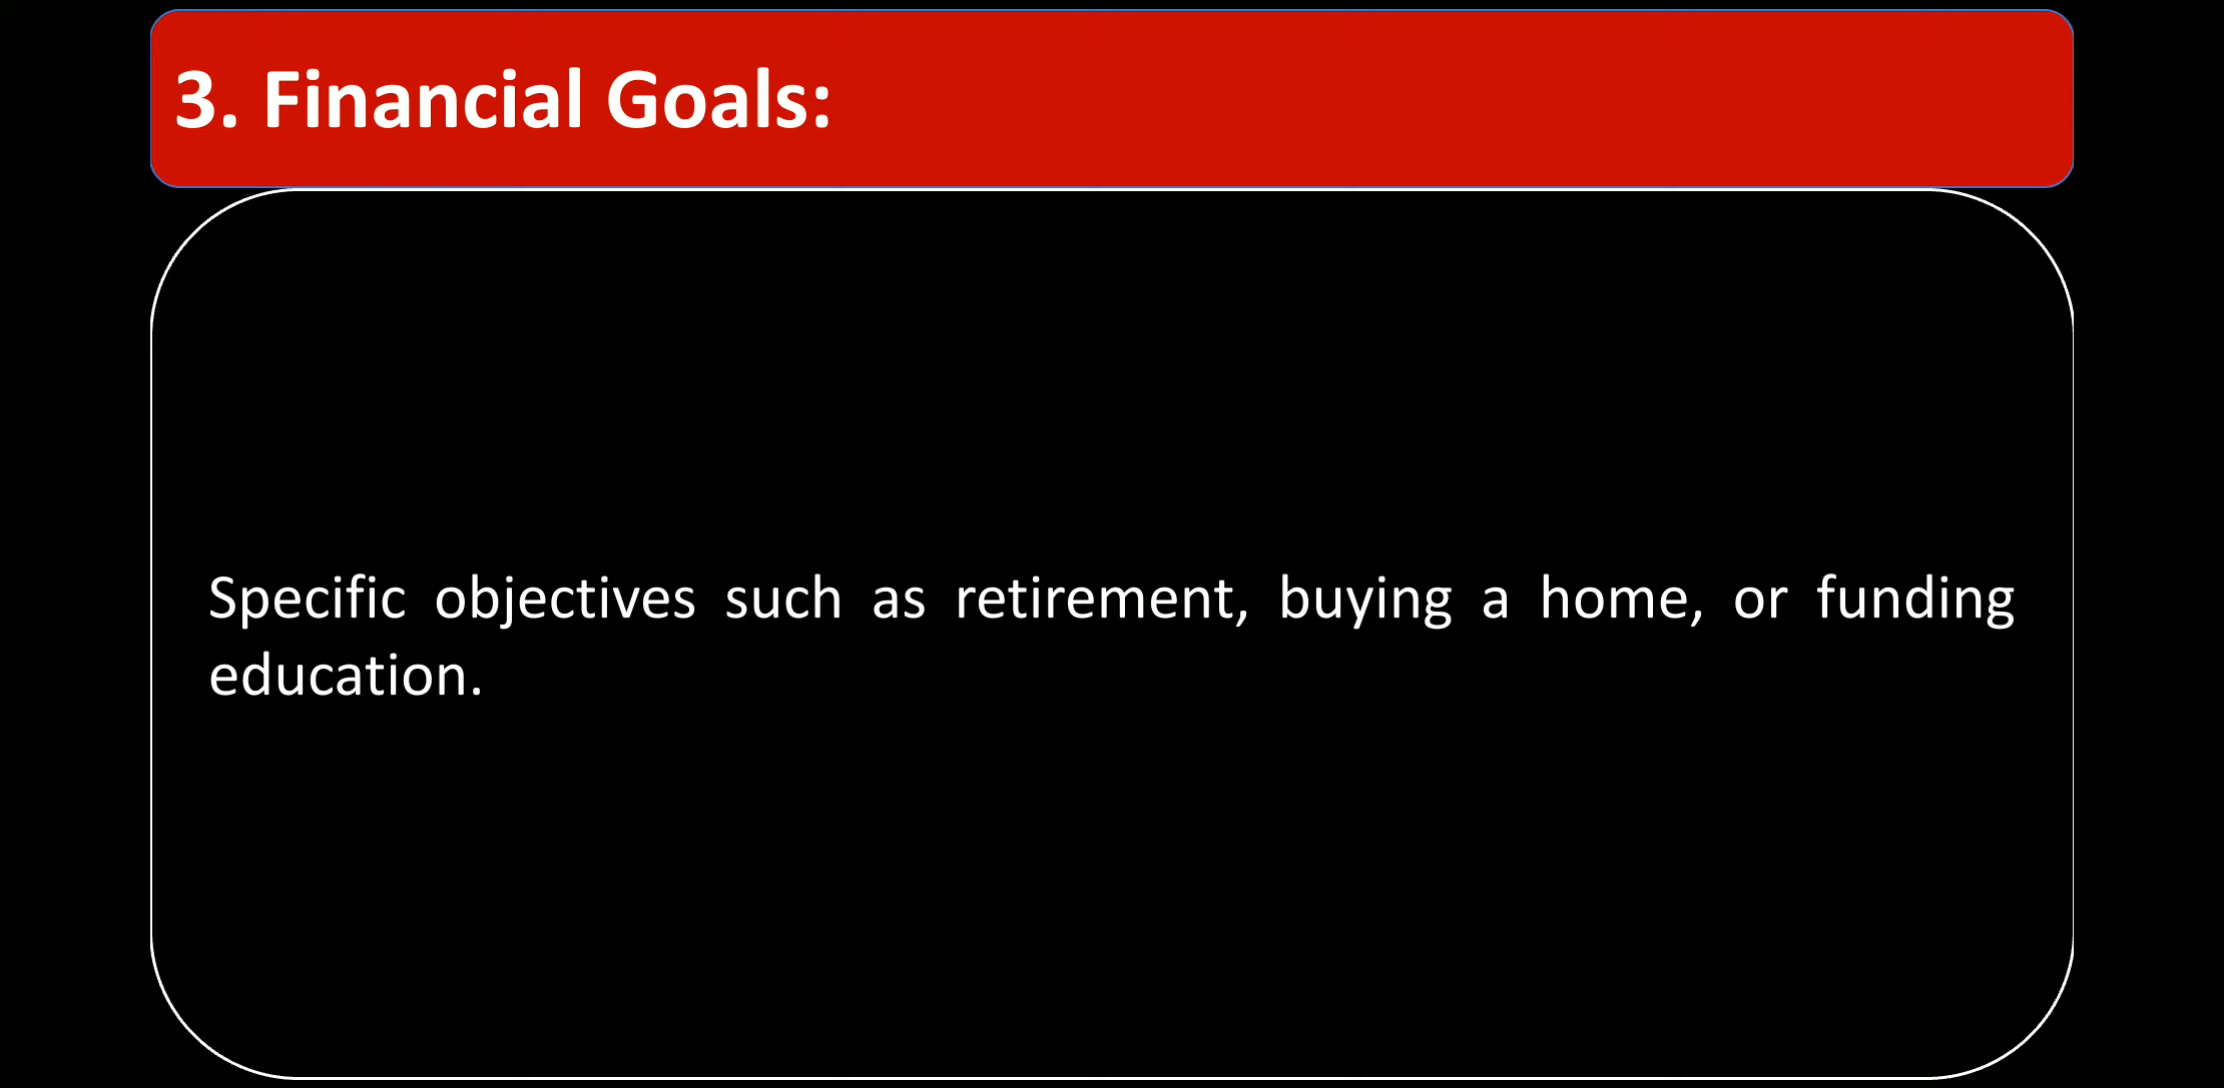 3. Financial Goals:
Specific objectives such as retirement, buying a home, or funding
education.